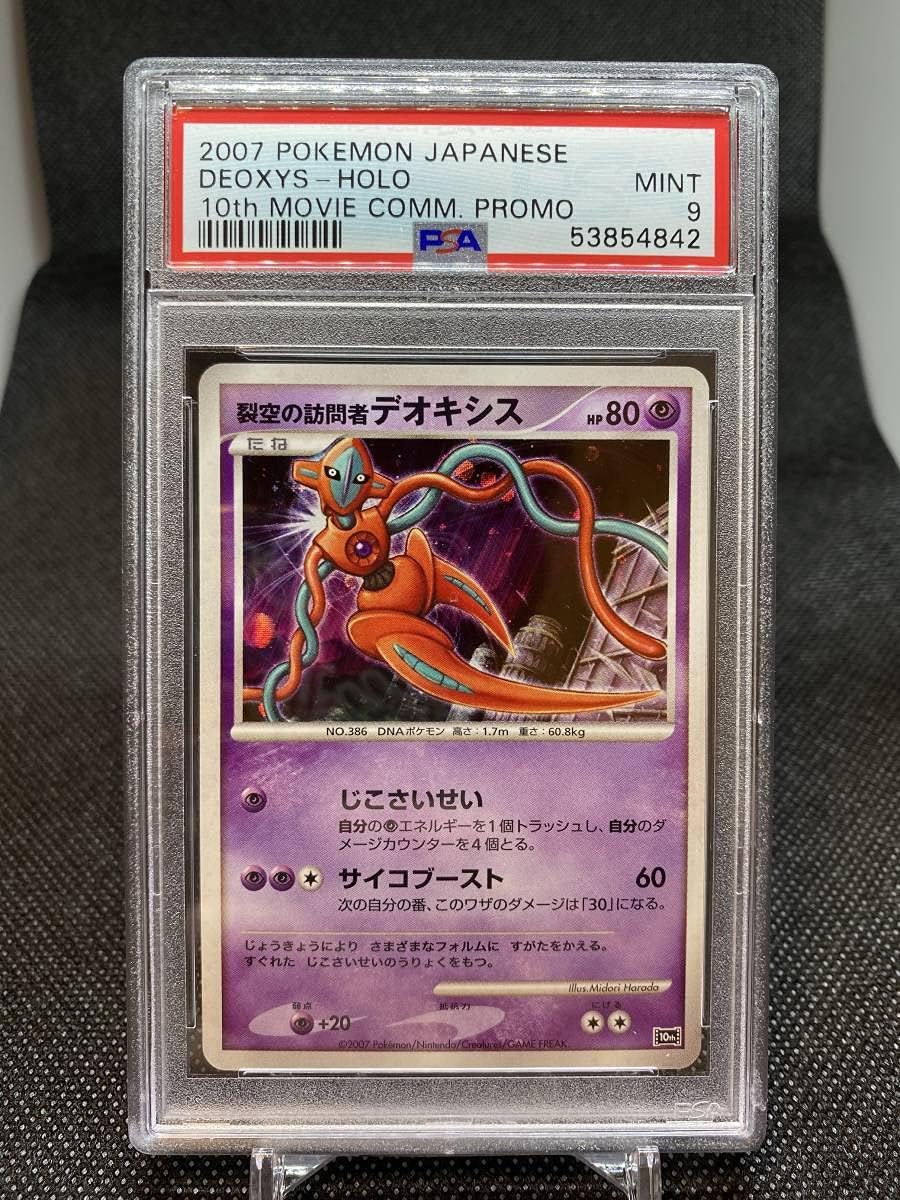 2007 POKEMON JAPANESE
DEOXYS-HOLO MINT
10th MOVIE COMM. PROMO 9
PSA 53854842
裂空の訪問者デオキシス HP80
たね
NO.386 DNAポケモン 高さ:1.7m 重さ:60.8kg
じこさいせい
自分のエネルギーを1個トラッシュし、自分のダ
メージカウンターを4個とる。
サイコブースト 60
次の自分の番、このワザのダメージは「30」になる。
じょうきょうにより さまざまなフォルムに すがたをかえる。
すぐれた じこさいせいのうりょくをもつ。
Illus.Midori Harada
弱点 抵抗力 にげる
+20
©2007 Pokémon/Nintendo/Creatures/GAME FREAK.
10th